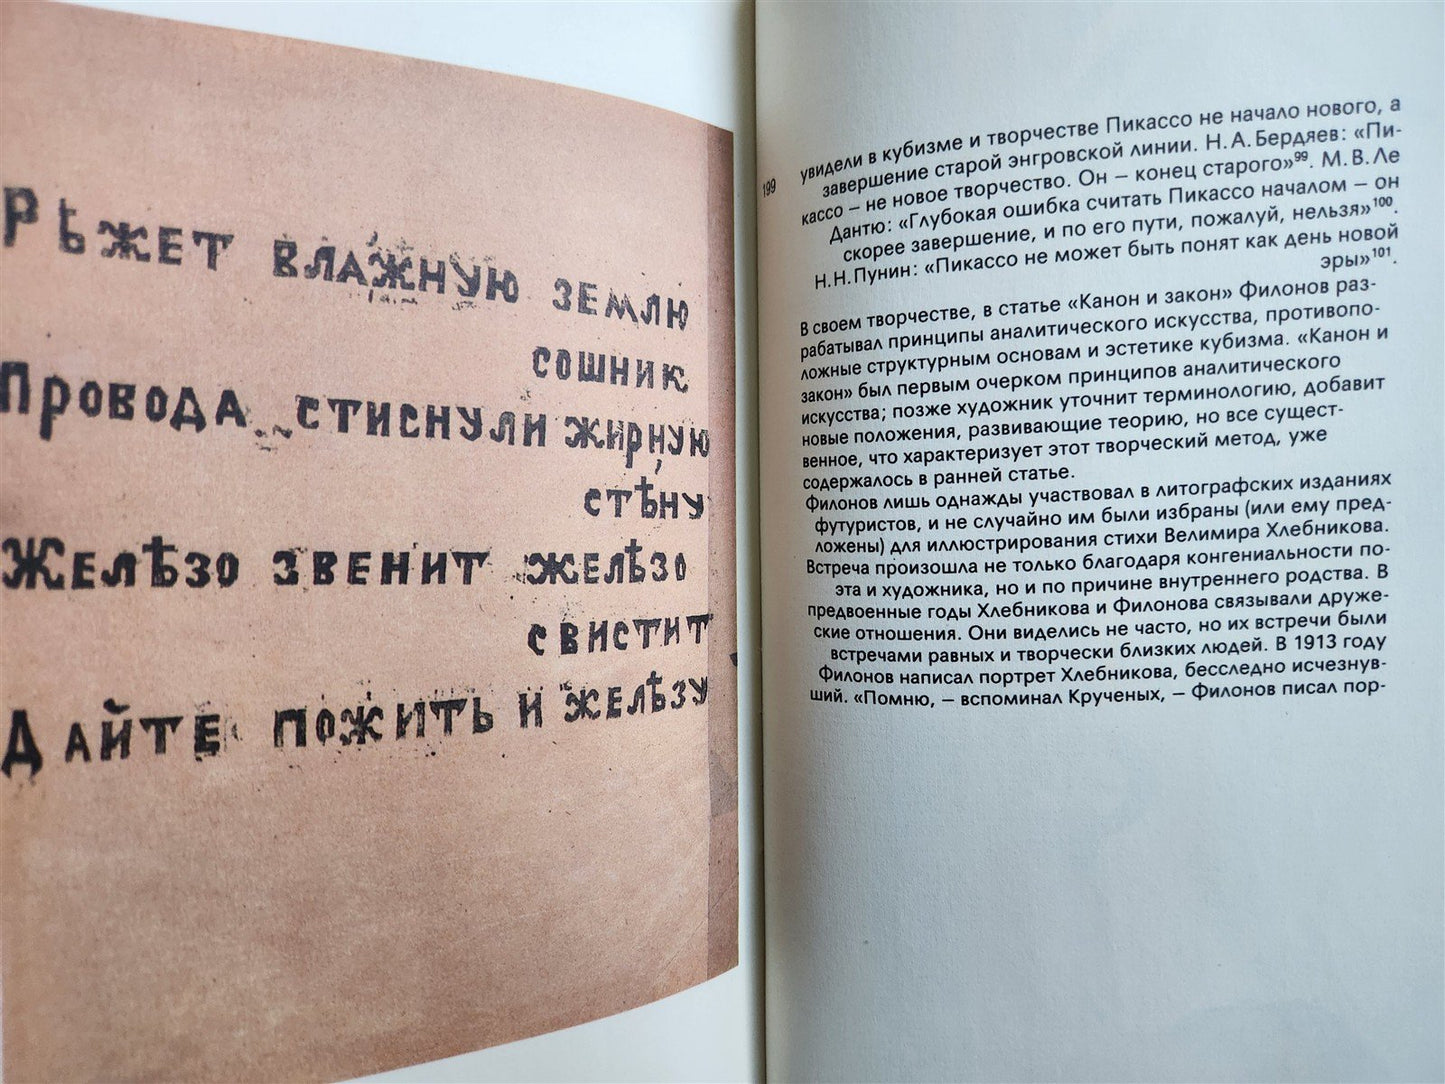 Рѣжет влажную землю
сошник
Провода стиснули жирную
стѣну
Желѣзо звенит желѣзо
свистит
Дайте пожить и желѣзу
199
увидели в кубизме и творчестве Пикассо не начало нового, а
завершение старой энгровской линии. Н. А. Бердяев: «Пи-
кассо – не новое творчество. Он – конец старого»99. М. В. Ле
Дантю: «Глубокая ошибка считать Пикассо началом – он
скорее завершение, и по его пути, пожалуй, нельзя»100.
Н. Н. Пунин: «Пикассо не может быть понят как день новой
эры»101.
В своем творчестве, в статье «Канон и закон» Филонов раз-
рабатывал принципы аналитического искусства, противопо-
ложные структурным основам и эстетике кубизма. «Канон и
закон» был первым очерком принципов аналитического
искусства; позже художник уточнит терминологию, добавит
новые положения, развивающие теорию, но все сущест-
венное, что характеризует этот творческий метод, уже
содержалось в ранней статье.
Филонов лишь однажды участвовал в литографских изданиях
футуристов, и не случайно им были избраны (или ему пред-
ложены) для иллюстрирования стихи Велимира Хлебникова.
Встреча произошла не только благодаря конгениальности по-
эта и художника, но и по причине внутреннего родства. В
предвоенные годы Хлебникова и Филонова связывали друже-
ские отношения. Они виделись не часто, но их встречи были
встречами равных и творчески близких людей. В 1913 году
Филонов написал портрет Хлебникова, бесследно исчезнув-
ший. «Помню, – вспоминал Крученых, – Филонов писал пор-